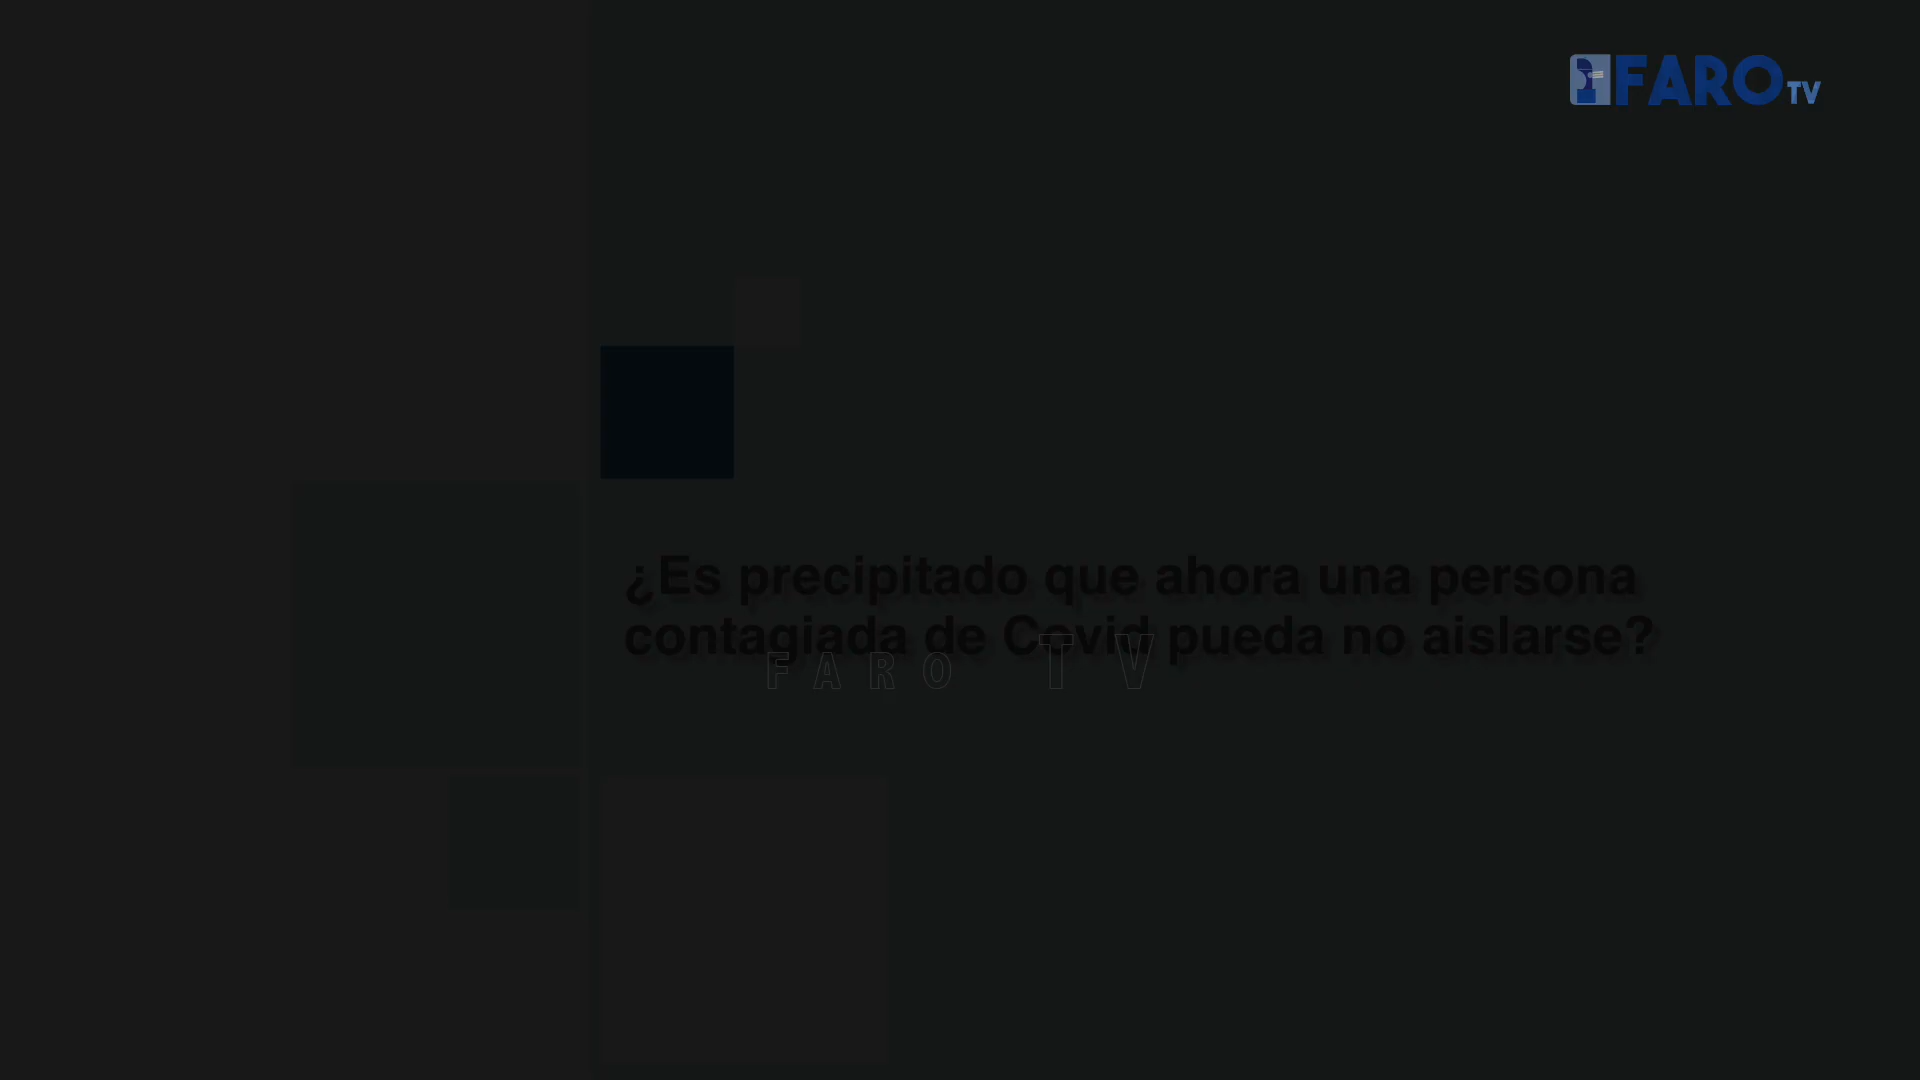 FARO TV
¿Es precipitado que ahora una persona
contagiada de Covid pueda no aislarse?
FARO TV